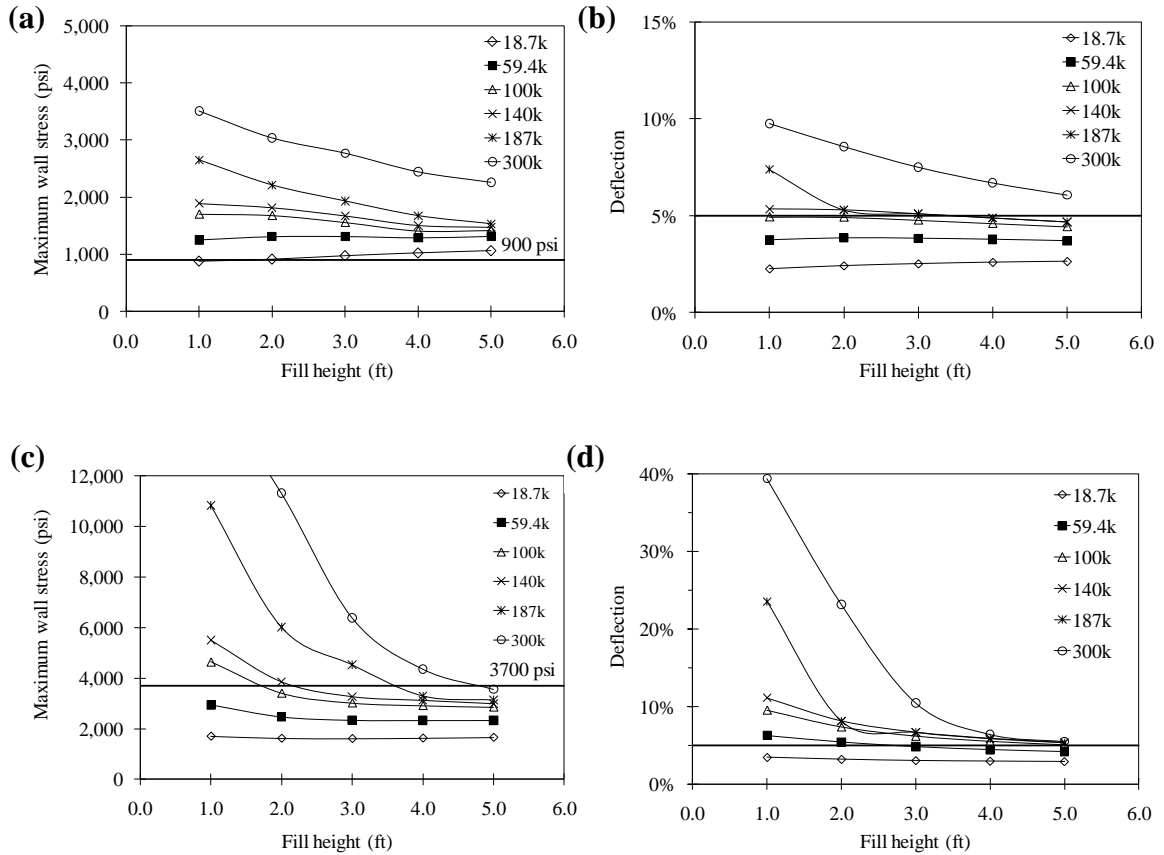 (a)
Maximum wall stress (psi)
5,000
4,000
3,000
2,000
1,000
0
0.0 1.0 2.0 3.0 4.0 5.0 6.0
Fill height (ft)
18.7k
59.4k
100k
140k
187k
300k
900 psi
(b)
Deflection
15%
10%
5%
0%
0.0 1.0 2.0 3.0 4.0 5.0 6.0
Fill height (ft)
18.7k
59.4k
100k
140k
187k
300k
(c)
Maximum wall stress (psi)
12,000
10,000
8,000
6,000
4,000
2,000
0
0.0 1.0 2.0 3.0 4.0 5.0 6.0
Fill height (ft)
18.7k
59.4k
100k
140k
187k
300k
3700 psi
(d)
Deflection
40%
30%
20%
10%
0%
0.0 1.0 2.0 3.0 4.0 5.0 6.0
Fill height (ft)
18.7k
59.4k
100k
140k
187k
300k